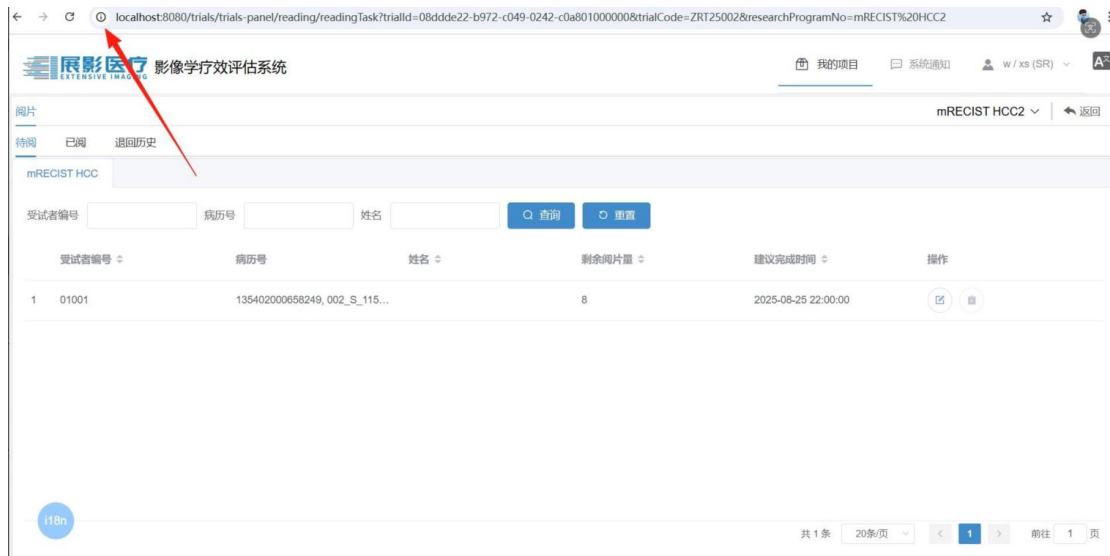 localhost:8080/trials/trials-panel/reading/readingTask?trialId=08ddde22-b972-c049-0242-c0a801000000&trialCode=ZRT25002&researchProgramNo=mRECIST%20HCC2
展影医疗 EXTENSIVE IMAGING 影像学疗效评估系统 我的项目 系统通知 w / xs (SR) A
阅片 mRECIST HCC2 返回
待阅 已阅 退回历史
mRECIST HCC
受试者编号 病历号 姓名 查询 重置
受试者编号 病历号 姓名 剩余阅片量 建议完成时间 操作
1 01001 135402000658249, 002_S_115... 8 2025-08-25 22:00:00
i18n
共 1 条 20条/页 1 前往 1 页